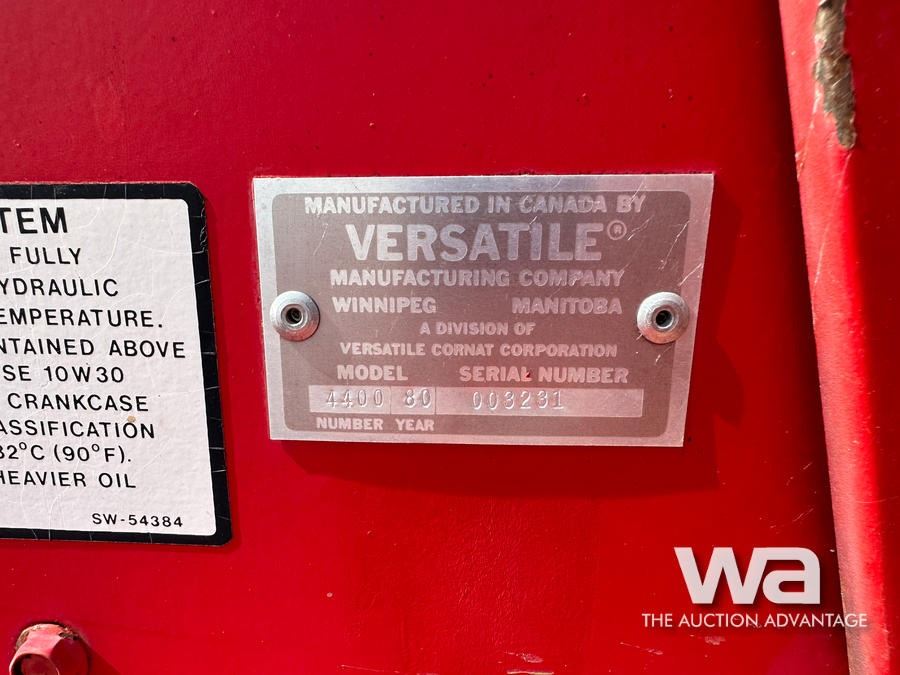 TEM
FULLY
YDRAULIC
EMPERATURE.
NTAINED ABOVE
SE 10W30
CRANKCASE
ASSIFICATION
32°C (90°F).
HEAVIER OIL
SW-54384
MANUFACTURED IN CANADA BY
VERSATILE®
MANUFACTURING COMPANY
WINNIPEG MANITOBA
A DIVISION OF
VERSATILE CORNAT CORPORATION
MODEL SERIAL NUMBER
4400 80 003231
NUMBER YEAR
wa
THE AUCTION ADVANTAGE